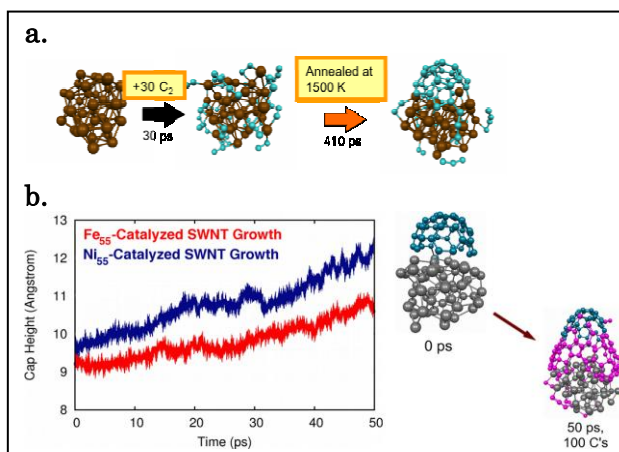 a.
+30 C₂
30 ps
Annealed at
1500 K
410 ps
b.
13
12
11
10
9
8
Cap Height (Angstrom)
Fe₅₅-Catalyzed SWNT Growth
Ni₅₅-Catalyzed SWNT Growth
0 10 20 30 40 50
Time (ps)
0 ps
50 ps,
100 C's